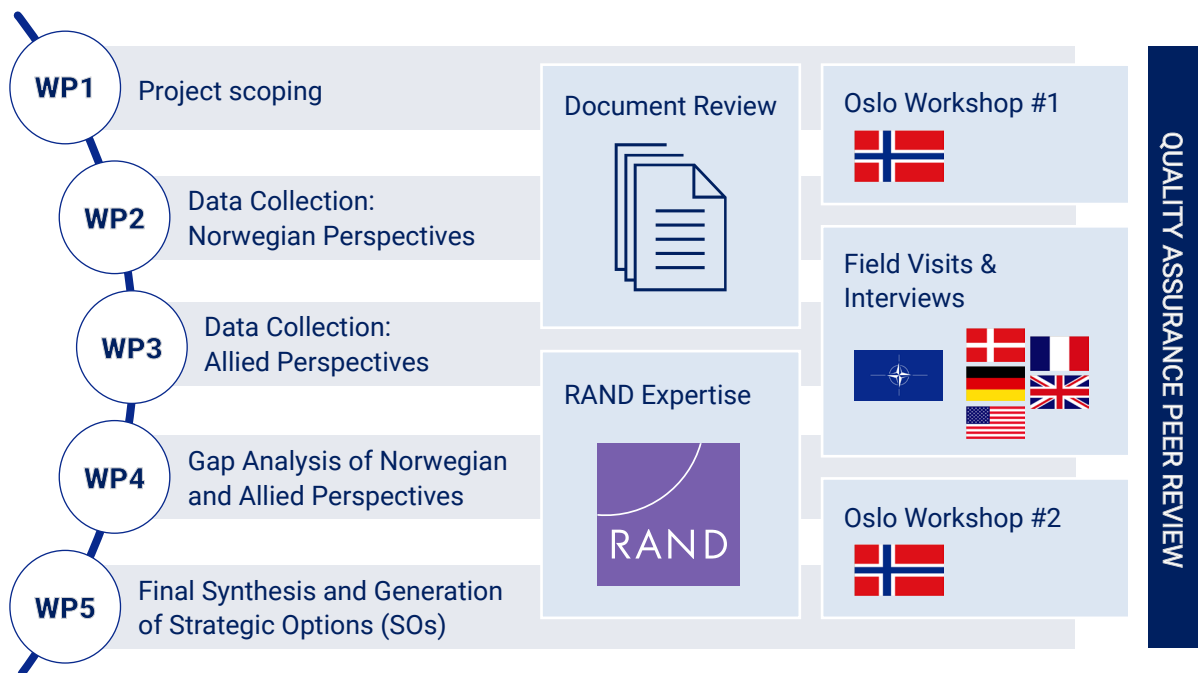 WP1
Project scoping
WP2
Data Collection:
Norwegian Perspectives
WP3
Data Collection:
Allied Perspectives
WP4
Gap Analysis of Norwegian
and Allied Perspectives
WP5
Final Synthesis and Generation
of Strategic Options (SOs)
Document Review
RAND Expertise
RAND
Oslo Workshop #1
Field Visits &
Interviews
Oslo Workshop #2
QUALITY ASSURANCE PEER REVIEW